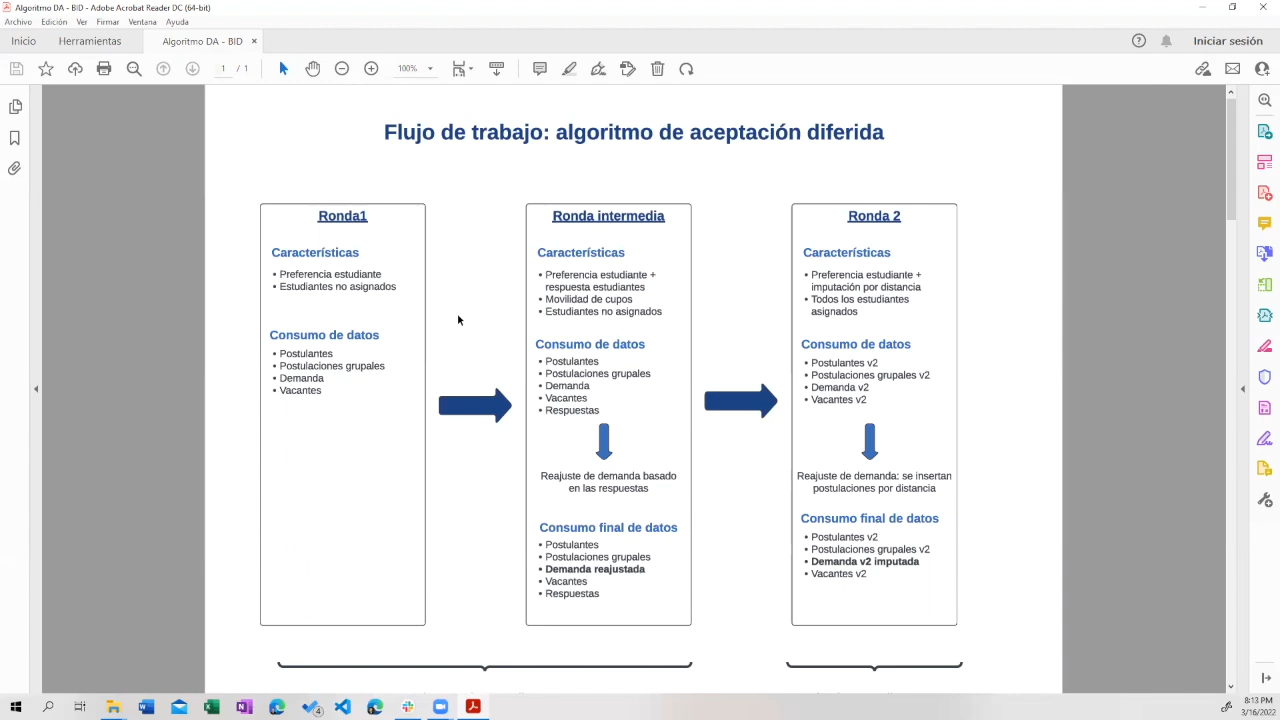 Algoritmo DA - BID - Adobe Acrobat Reader DC (64-bit)
Archivo Edición Ver Firmar Ventana Ayuda
Inicio Herramientas Algoritmo DA - BID × Iniciar sesión
1 / 1 100%
Flujo de trabajo: algoritmo de aceptación diferida
Ronda1
Características
• Preferencia estudiante
• Estudiantes no asignados
Consumo de datos
• Postulantes
• Postulaciones grupales
• Demanda
• Vacantes
Ronda intermedia
Características
• Preferencia estudiante +
respuesta estudiantes
• Movilidad de cupos
• Estudiantes no asignados
Consumo de datos
• Postulantes
• Postulaciones grupales
• Demanda
• Vacantes
• Respuestas
Reajuste de demanda basado
en las respuestas
Consumo final de datos
• Postulantes
• Postulaciones grupales
• Demanda reajustada
• Vacantes
• Respuestas
Ronda 2
Características
• Preferencia estudiante +
imputación por distancia
• Todos los estudiantes
asignados
Consumo de datos
• Postulantes v2
• Postulaciones grupales v2
• Demanda v2
• Vacantes v2
Reajuste de demanda: se insertan
postulaciones por distancia
Consumo final de datos
• Postulantes v2
• Postulaciones grupales v2
• Demanda v2 imputada
• Vacantes v2
8:13 PM
3/16/2022